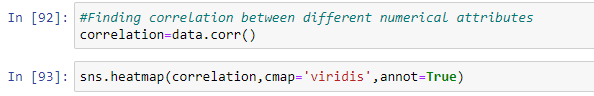 In [92]: #Finding correlation between different numerical attributes
correlation=data.corr()
In [93]: sns.heatmap(correlation,cmap='viridis',annot=True)